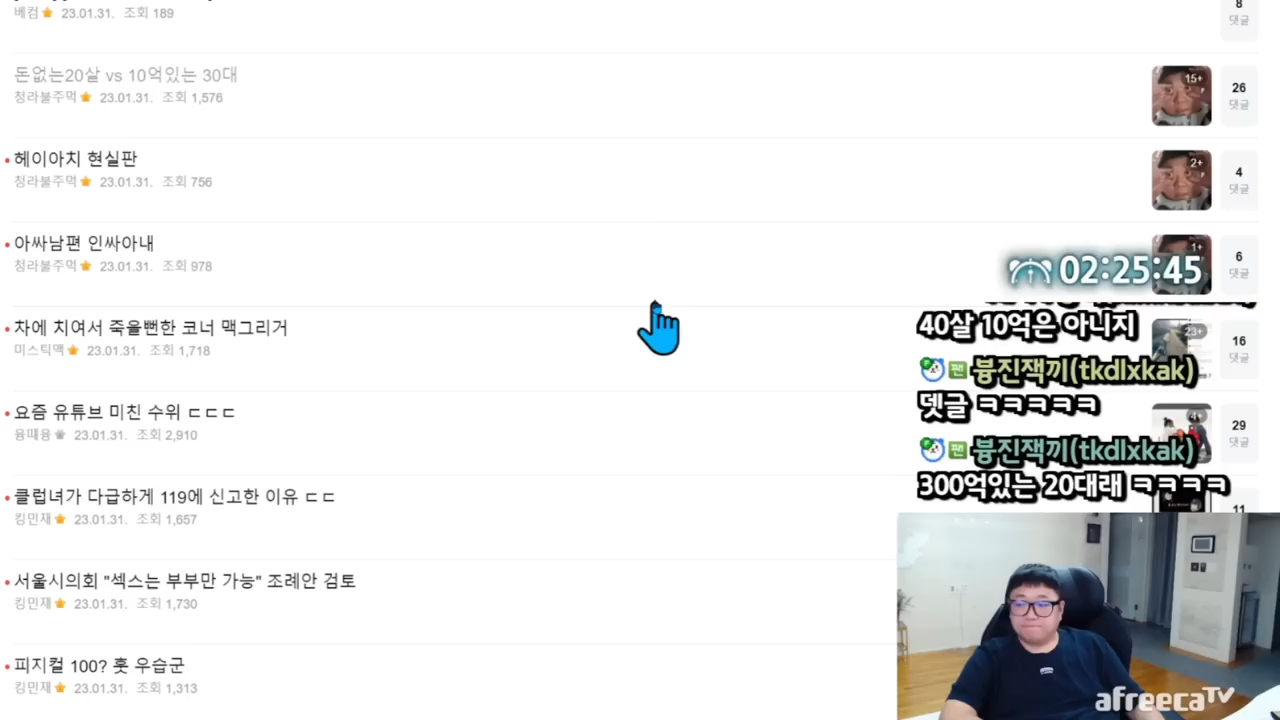 베컴 23.01.31. 조회 189
8
댓글
돈없는20살 vs 10억있는 30대
청라불주먹 23.01.31. 조회 1,576
15+
26
댓글
헤이아치 현실판
청라불주먹 23.01.31. 조회 756
2+
4
댓글
아싸남편 인싸아내
청라불주먹 23.01.31. 조회 978
1+
6
댓글
02:25:45
차에 치여서 죽을뻔한 코너 맥그리거
미스틱맥 23.01.31. 조회 1,718
23+
16
댓글
40살 10억은 아니지
팬 븅진잭끼(tkdlxkak)
뎃글 ㅋㅋㅋㅋㅋ
요즘 유튜브 미친 수위 ㄷㄷㄷ
용때용 23.01.31. 조회 2,910
4+
29
댓글
팬 븅진잭끼(tkdlxkak)
300억있는 20대래 ㅋㅋㅋㅋ
클럽녀가 다급하게 119에 신고한 이유 ㄷㄷ
킹민재 23.01.31. 조회 1,657
11
서울시의회 "섹스는 부부만 가능" 조례안 검토
킹민재 23.01.31. 조회 1,730
피지컬 100? 훗 우습군
킹민재 23.01.31. 조회 1,313
afreecaTV